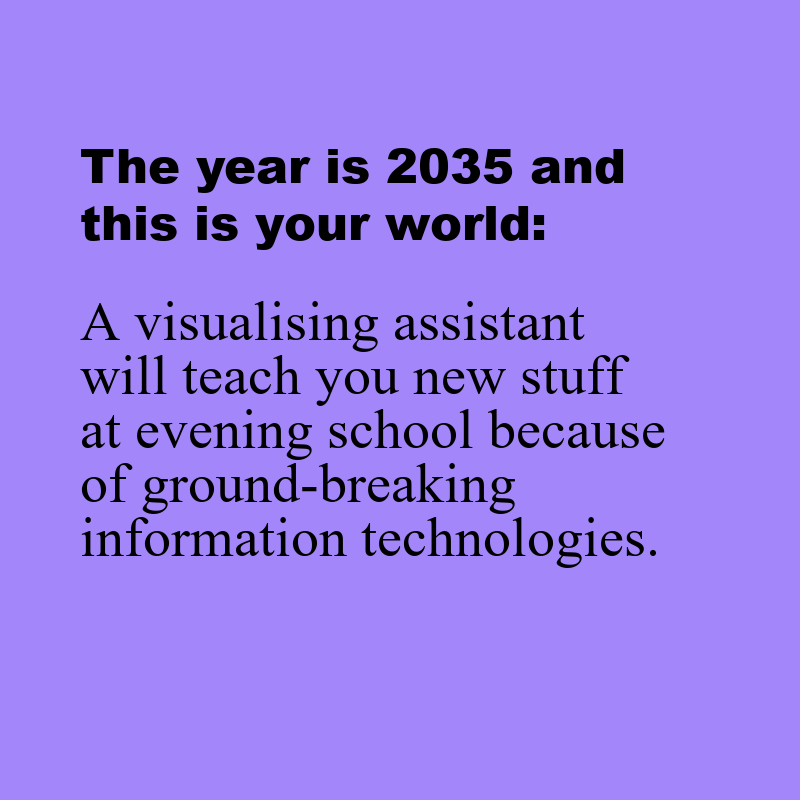 The year is 2035 and
this is your world:
A visualising assistant
will teach you new stuff
at evening school because
of ground-breaking
information technologies.